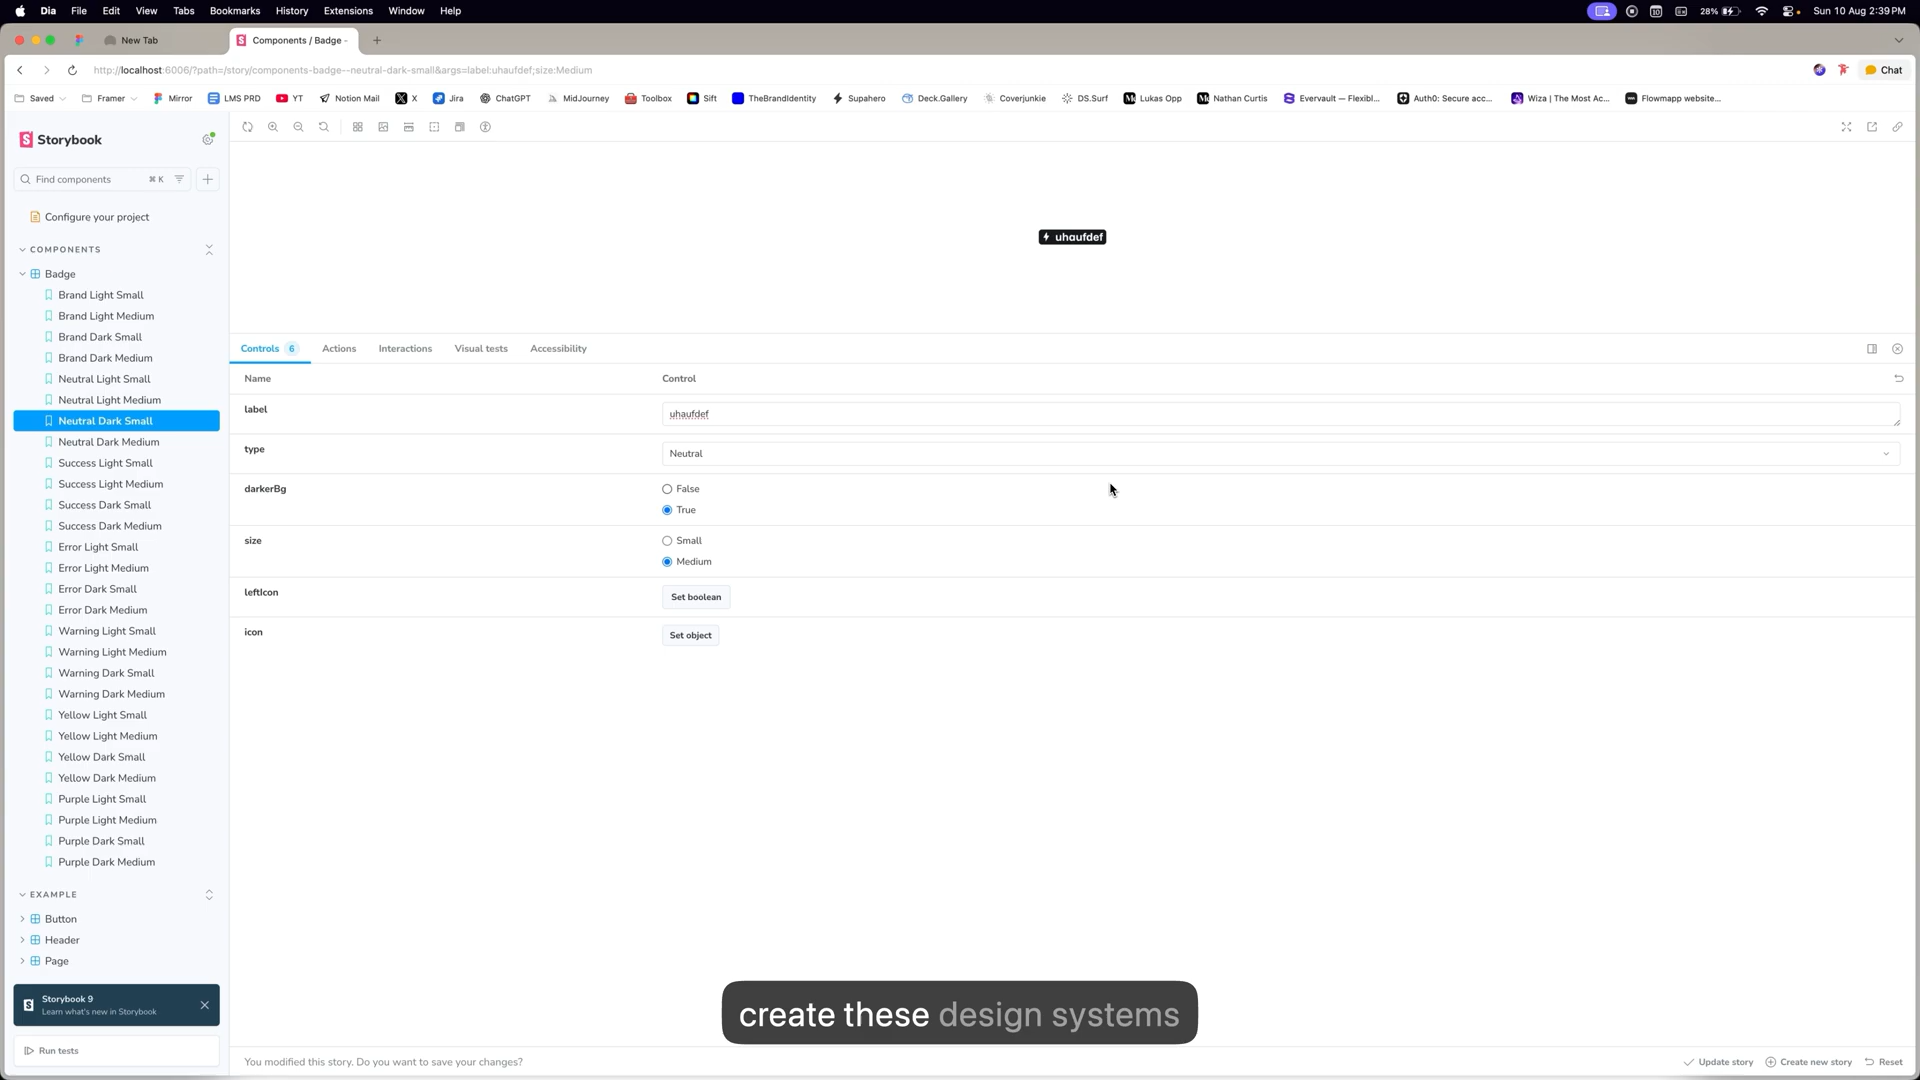 Dia File Edit View Tabs Bookmarks History Extensions Window Help 28% Sun 10 Aug 2:39 PM
New Tab Components / Badge -
http://localhost:6006/?path=/story/components-badge--neutral-dark-small&args=label:uhaufdef;size:Medium Chat
Saved Framer Mirror LMS PRD YT Notion Mail X Jira ChatGPT MidJourney Toolbox Sift TheBrandIdentity Supahero Deck.Gallery Coverjunkie DS.Surf Lukas Opp Nathan Curtis Evervault — Flexibl... Auth0: Secure acc... Wiza | The Most Ac... Flowmapp website...
Storybook
Find components ⌘ K
Configure your project
COMPONENTS
Badge
Brand Light Small
Brand Light Medium
Brand Dark Small
Brand Dark Medium
Neutral Light Small
Neutral Light Medium
Neutral Dark Small
Neutral Dark Medium
Success Light Small
Success Light Medium
Success Dark Small
Success Dark Medium
Error Light Small
Error Light Medium
Error Dark Small
Error Dark Medium
Warning Light Small
Warning Light Medium
Warning Dark Small
Warning Dark Medium
Yellow Light Small
Yellow Light Medium
Yellow Dark Small
Yellow Dark Medium
Purple Light Small
Purple Light Medium
Purple Dark Small
Purple Dark Medium
EXAMPLE
Button
Header
Page
Storybook 9
Learn what's new in Storybook
Run tests
uhaufdef
Controls 6 Actions Interactions Visual tests Accessibility
Name Control
label uhaufdef
type Neutral
darkerBg False
True
size Small
Medium
leftIcon Set boolean
icon Set object
create these design systems
You modified this story. Do you want to save your changes? Update story Create new story Reset